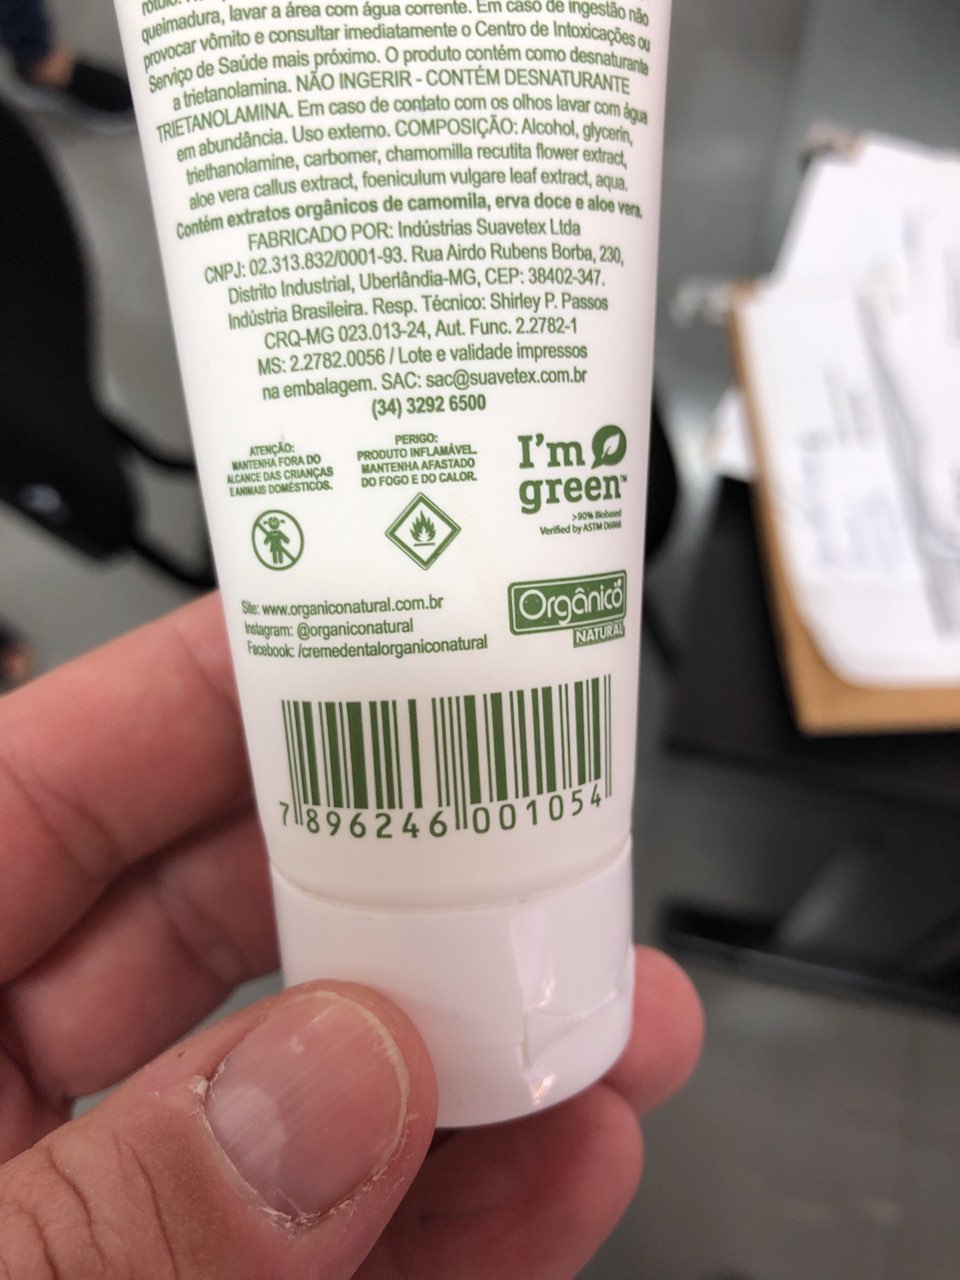 queimadura, lavar a área com água corrente. Em caso de ingestão não
provocar vômito e consultar imediatamente o Centro de Intoxicações ou
Serviço de Saúde mais próximo. O produto contém como desnaturante
a trietanolamina. NÃO INGERIR - CONTÉM DESNATURANTE
TRIETANOLAMINA. Em caso de contato com os olhos lavar com água
em abundância. Uso externo. COMPOSIÇÃO: Alcohol, glycerin,
triethanolamine, carbomer, chamomilla recutita flower extract,
aloe vera callus extract, foeniculum vulgare leaf extract, aqua.
Contém extratos orgânicos de camomila, erva doce e aloe vera.
FABRICADO POR: Indústrias Suavetex Ltda
CNPJ: 02.313.832/0001-93. Rua Airdo Rubens Borba, 230,
Distrito Industrial, Uberlândia-MG, CEP: 38402-347.
Indústria Brasileira. Resp. Técnico: Shirley P. Passos
CRQ-MG 023.013-24, Aut. Func. 2.2782-1
MS: 2.2782.0056 / Lote e validade impressos
na embalagem. SAC: sac@suavetex.com.br
(34) 3292 6500
ATENÇÃO:
MANTENHA FORA DO
ALCANCE DAS CRIANÇAS
E ANIMAIS DOMÉSTICOS.
PERIGO:
PRODUTO INFLAMÁVEL.
MANTENHA AFASTADO
DO FOGO E DO CALOR.
I'm
green™
>90% Biobased
Verified by ASTM D6866
Orgânico
NATURAL
Site: www.organiconatural.com.br
Instagram: @organiconatural
Facebook: /cremedentalorganiconatural
7 896246 001054